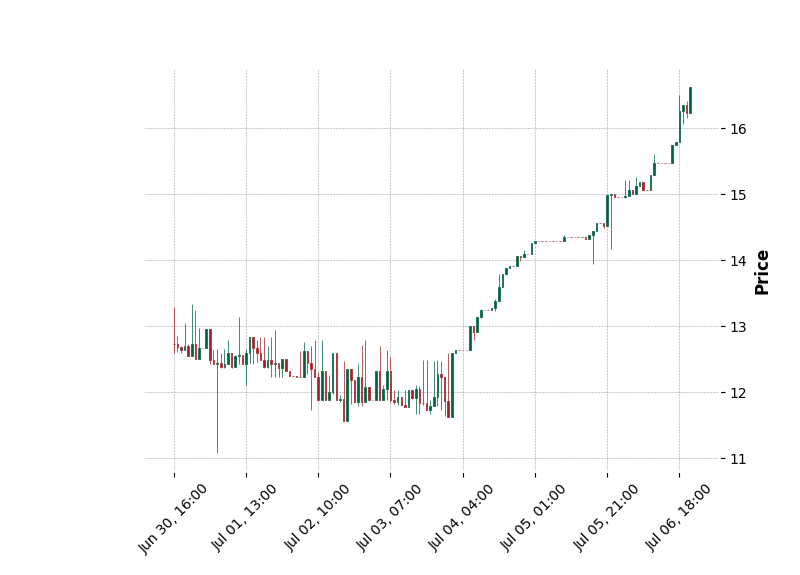 16
15
14
13
12
11
Price
Jun 30, 16:00
Jul 01, 13:00
Jul 02, 10:00
Jul 03, 07:00
Jul 04, 04:00
Jul 05, 01:00
Jul 05, 21:00
Jul 06, 18:00